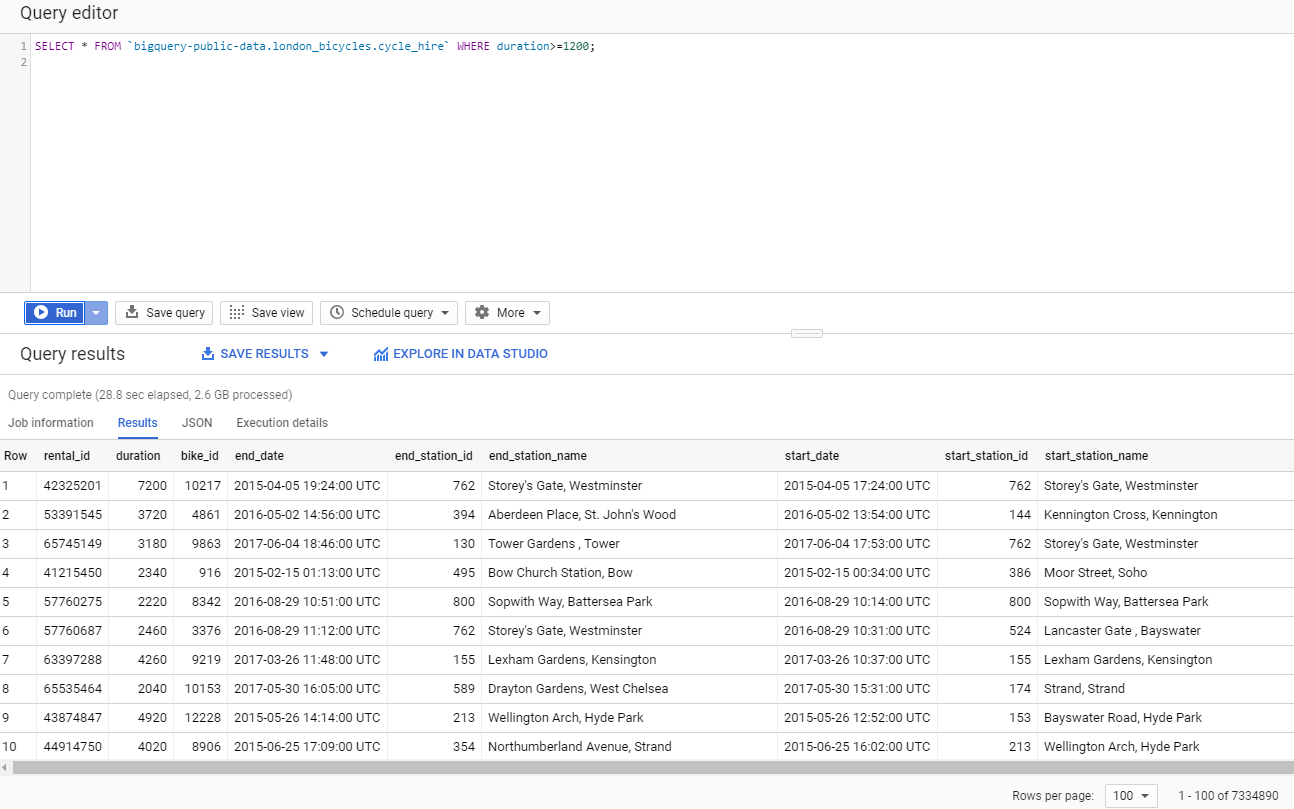 Query editor
1 SELECT * FROM `bigquery-public-data.london_bicycles.cycle_hire` WHERE duration>=1200;
2
Run Save query Save view Schedule query More
Query results SAVE RESULTS EXPLORE IN DATA STUDIO
Query complete (28.8 sec elapsed, 2.6 GB processed)
Job information Results JSON Execution details
Row rental_id duration bike_id end_date end_station_id end_station_name start_date start_station_id start_station_name
1 42325201 7200 10217 2015-04-05 19:24:00 UTC 762 Storey's Gate, Westminster 2015-04-05 17:24:00 UTC 762 Storey's Gate, Westminster
2 53391545 3720 4861 2016-05-02 14:56:00 UTC 394 Aberdeen Place, St. John's Wood 2016-05-02 13:54:00 UTC 144 Kennington Cross, Kennington
3 65745149 3180 9863 2017-06-04 18:46:00 UTC 130 Tower Gardens , Tower 2017-06-04 17:53:00 UTC 762 Storey's Gate, Westminster
4 41215450 2340 916 2015-02-15 01:13:00 UTC 495 Bow Church Station, Bow 2015-02-15 00:34:00 UTC 386 Moor Street, Soho
5 57760275 2220 8342 2016-08-29 10:51:00 UTC 800 Sopwith Way, Battersea Park 2016-08-29 10:14:00 UTC 800 Sopwith Way, Battersea Park
6 57760687 2460 3376 2016-08-29 11:12:00 UTC 762 Storey's Gate, Westminster 2016-08-29 10:31:00 UTC 524 Lancaster Gate , Bayswater
7 63397288 4260 9219 2017-03-26 11:48:00 UTC 155 Lexham Gardens, Kensington 2017-03-26 10:37:00 UTC 155 Lexham Gardens, Kensington
8 65535464 2040 10153 2017-05-30 16:05:00 UTC 589 Drayton Gardens, West Chelsea 2017-05-30 15:31:00 UTC 174 Strand, Strand
9 43874847 4920 12228 2015-05-26 14:14:00 UTC 213 Wellington Arch, Hyde Park 2015-05-26 12:52:00 UTC 153 Bayswater Road, Hyde Park
10 44914750 4020 8906 2015-06-25 17:09:00 UTC 354 Northumberland Avenue, Strand 2015-06-25 16:02:00 UTC 213 Wellington Arch, Hyde Park
Rows per page: 100 1 - 100 of 7334890